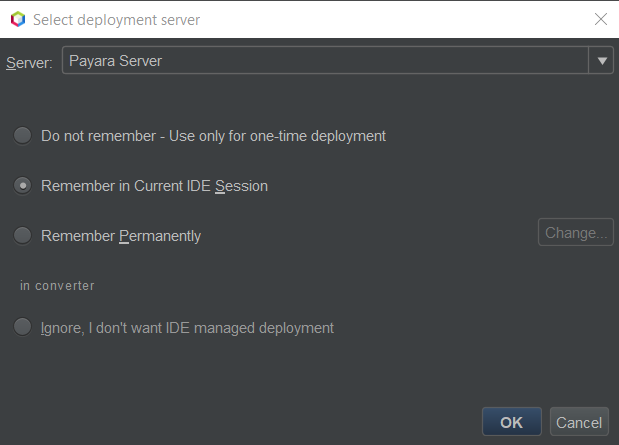 Select deployment server
Server: Payara Server
Do not remember - Use only for one-time deployment
Remember in Current IDE Session
Remember Permanently
Change...
in converter
Ignore, I don't want IDE managed deployment
OK Cancel